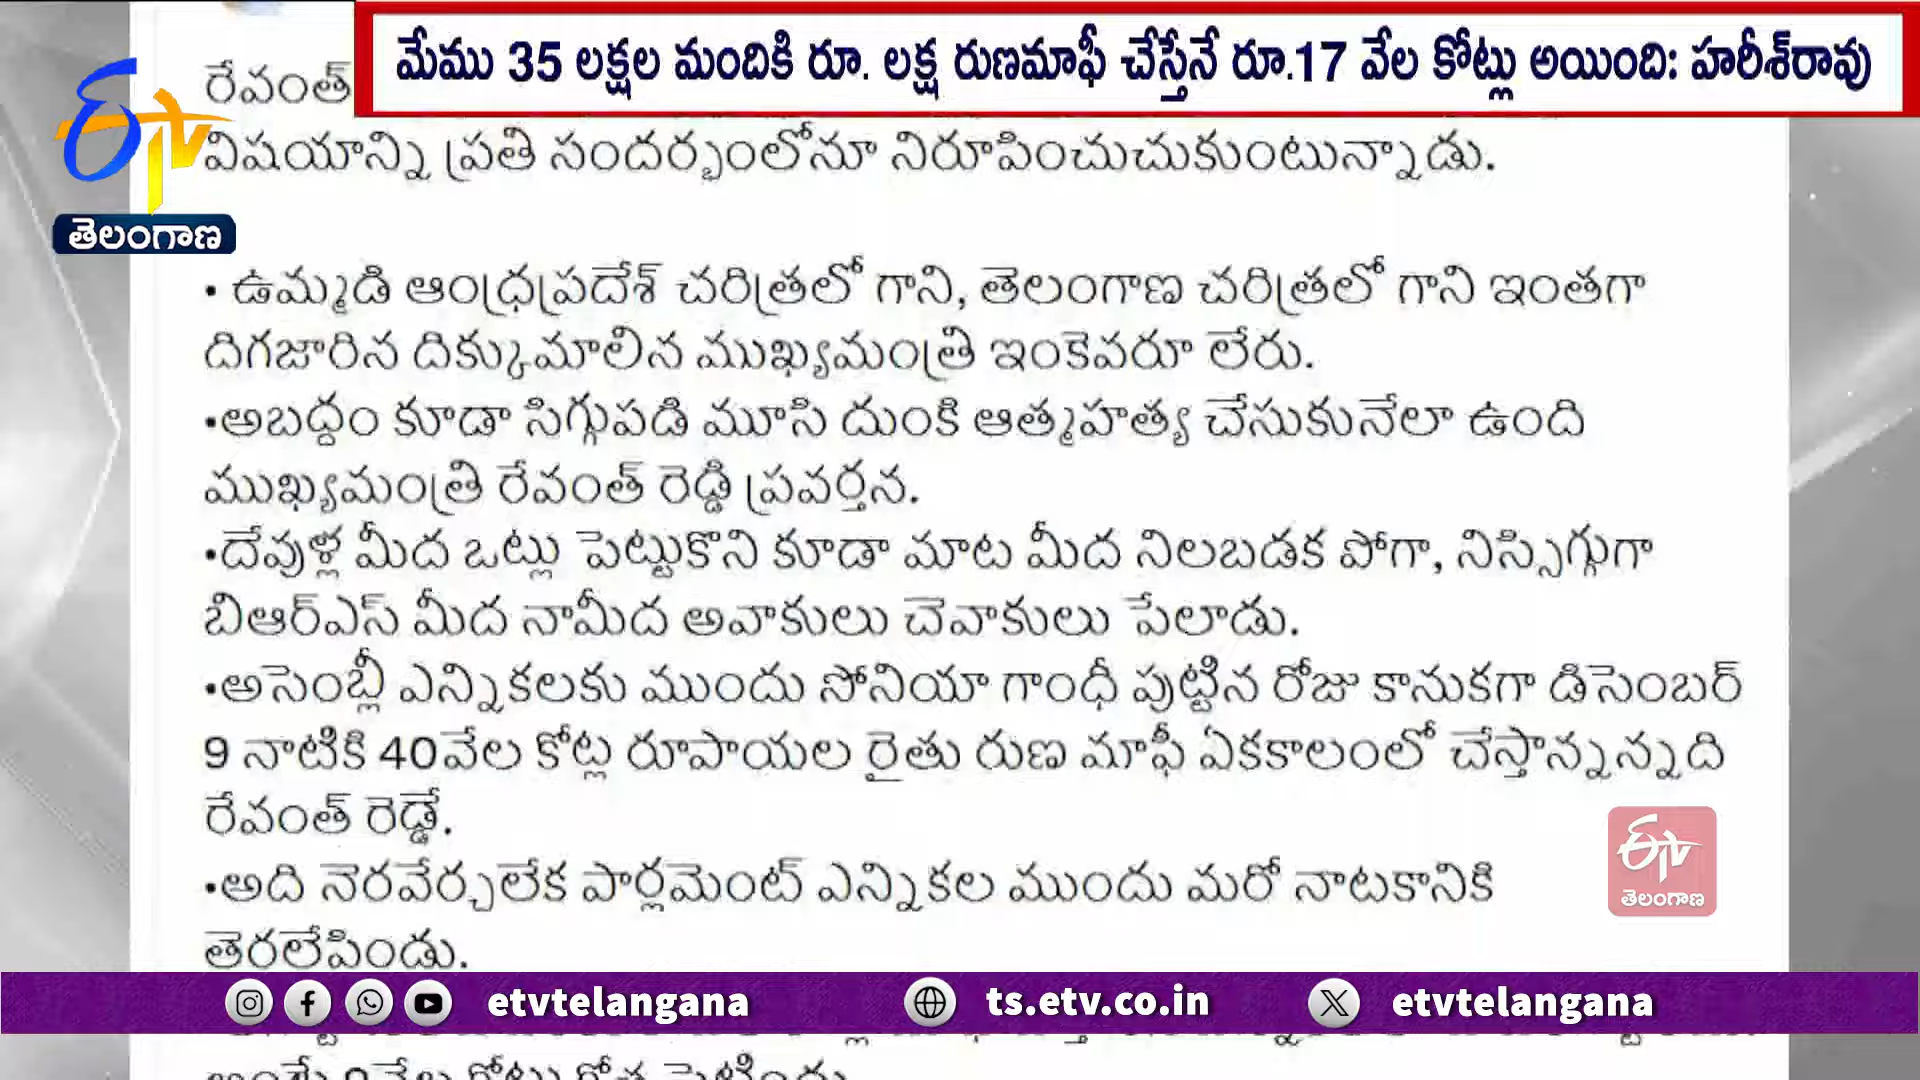 మేము 35 లక్షల మందికి రూ. లక్ష రుణమాఫీ చేస్తేనే రూ.17 వేల కోట్లు అయింది: హరీశ్‌రావు
రేవంత్
ETV
తెలంగాణ
విషయాన్ని ప్రతి సందర్భంలోనూ నిరూపించుచుకుంటున్నాడు.
• ఉమ్మడి ఆంధ్రప్రదేశ్ చరిత్రలో గాని, తెలంగాణ చరిత్రలో గాని ఇంతగా
దిగజారిన దిక్కుమాలిన ముఖ్యమంత్రి ఇంకెవరూ లేరు.
•అబద్దం కూడా సిగ్గుపడి మూసి దుంకి ఆత్మహత్య చేసుకునేలా ఉంది
ముఖ్యమంత్రి రేవంత్ రెడ్డి ప్రవర్తన.
•దేవుళ్ల మీద ఒట్లు పెట్టుకొని కూడా మాట మీద నిలబడక పోగా, నిస్సిగ్గుగా
బిఆర్ఎస్ మీద నామీద అవాకులు చెవాకులు పేలాడు.
•అసెంబ్లీ ఎన్నికలకు ముందు సోనియా గాంధీ పుట్టిన రోజు కానుకగా డిసెంబర్
9 నాటికి 40వేల కోట్ల రూపాయల రైతు రుణ మాఫీ ఏకకాలంలో చేస్తాన్నన్నది
రేవంత్ రెడ్డే.
•అది నెరవేర్చలేక పార్లమెంట్ ఎన్నికల ముందు మరో నాటకానికి
తెరలేపిండు.
ETV
తెలంగాణ
etvtelangana
ts.etv.co.in
etvtelangana